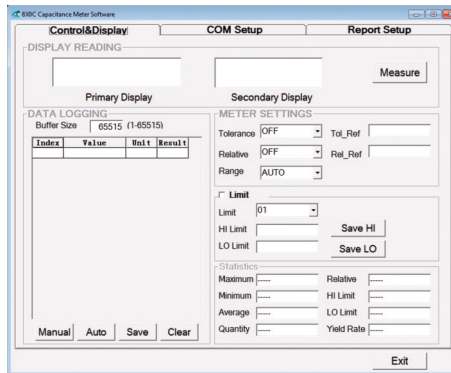 BXBC Capacitance Meter Software
Control&Display COM Setup Report Setup
DISPLAY READING
Measure
Primary Display Secondary Display
DATA LOGGING
Buffer Size 65515 (1-65515)
Index Value Unit Result
Manual Auto Save Clear
METER SETTINGS
Tolerance OFF Tol_Ref
Relative OFF Rel_Ref
Range AUTO
Limit
Limit 01
HI Limit Save HI
LO Limit Save LO
Statistics
Maximum ----- Relative -----
Minimum ----- HI Limit -----
Average ----- LO Limit -----
Quantity ----- Yield Rate -----
Exit